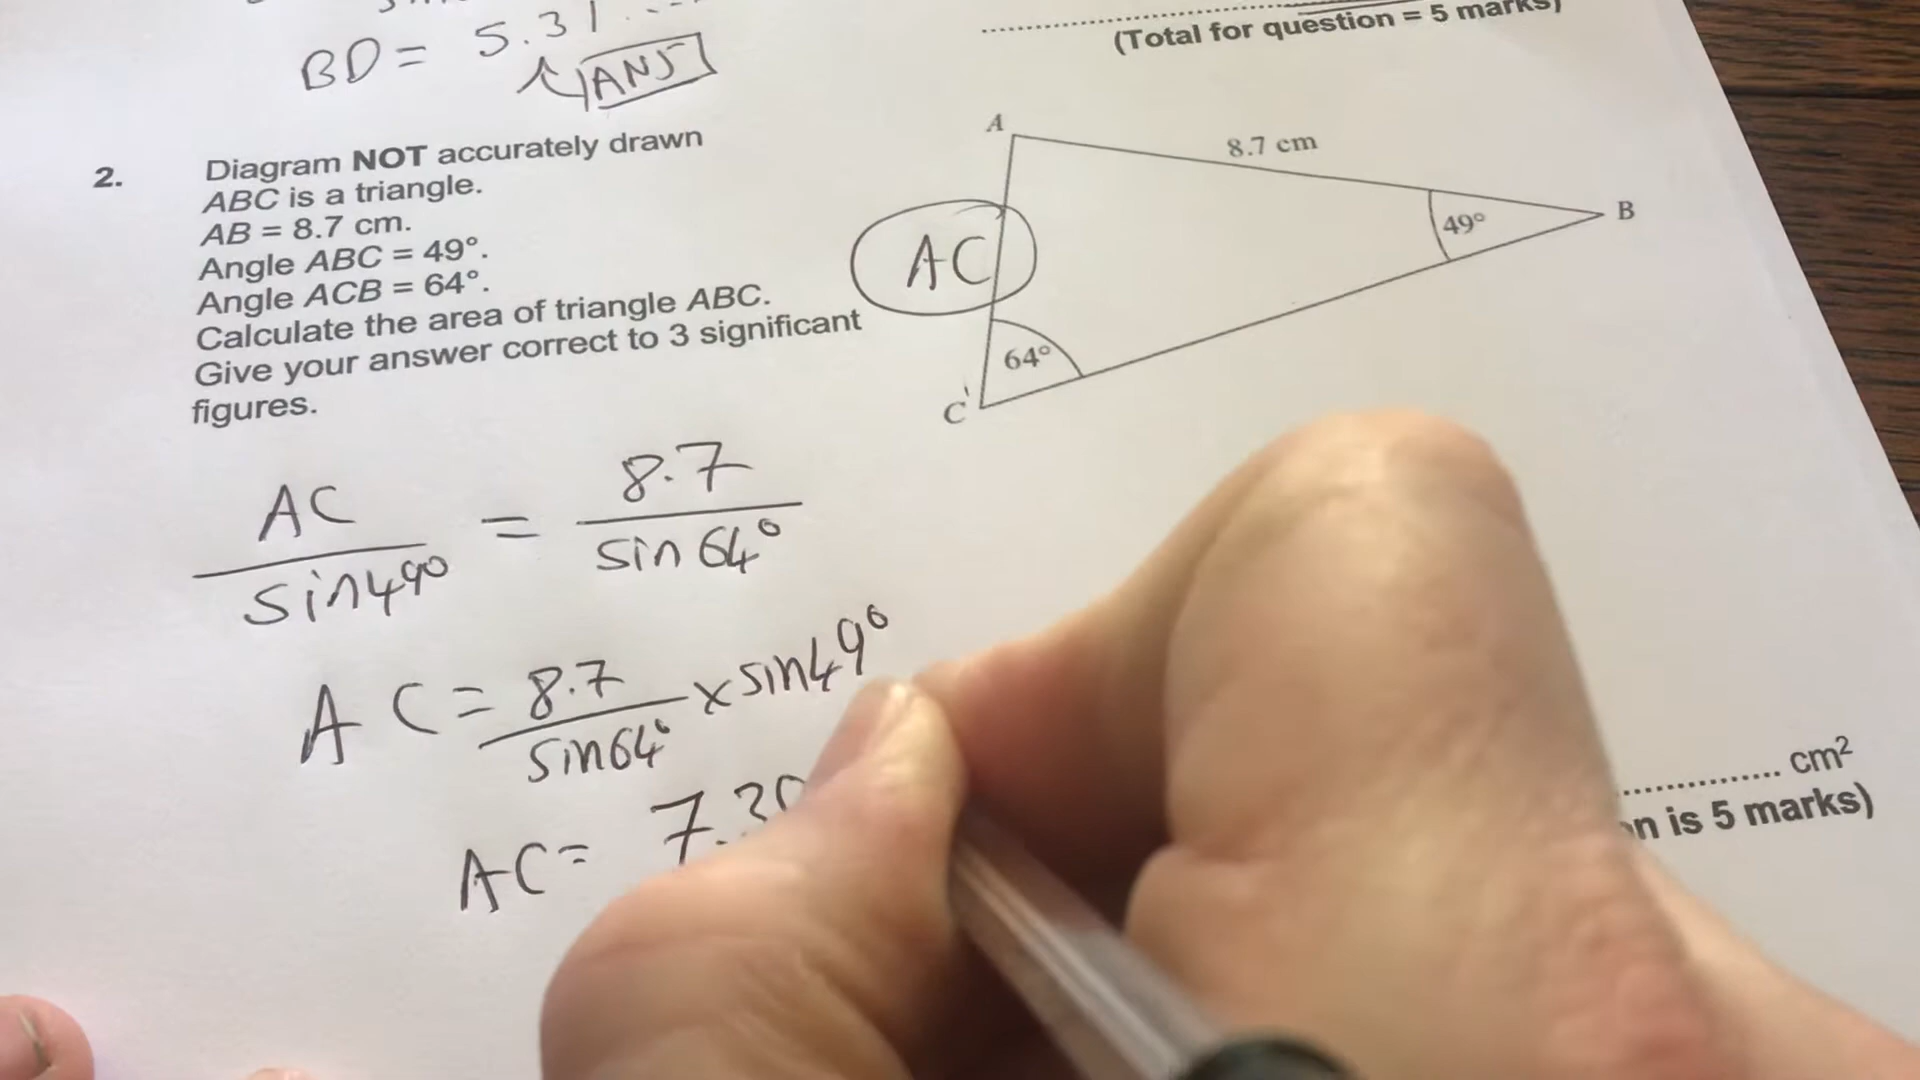 BD = 5.31
ANS
(Total for question = 5 marks)
2.
Diagram NOT accurately drawn
ABC is a triangle.
AB = 8.7 cm.
Angle ABC = 49°.
Angle ACB = 64°.
Calculate the area of triangle ABC.
Give your answer correct to 3 significant
figures.
A
8.7 cm
B
49°
AC
64°
C
AC / sin49° = 8.7 / sin 64°
AC = 8.7 / sin64° × sin49°
AC = 7.30
cm²
is 5 marks)